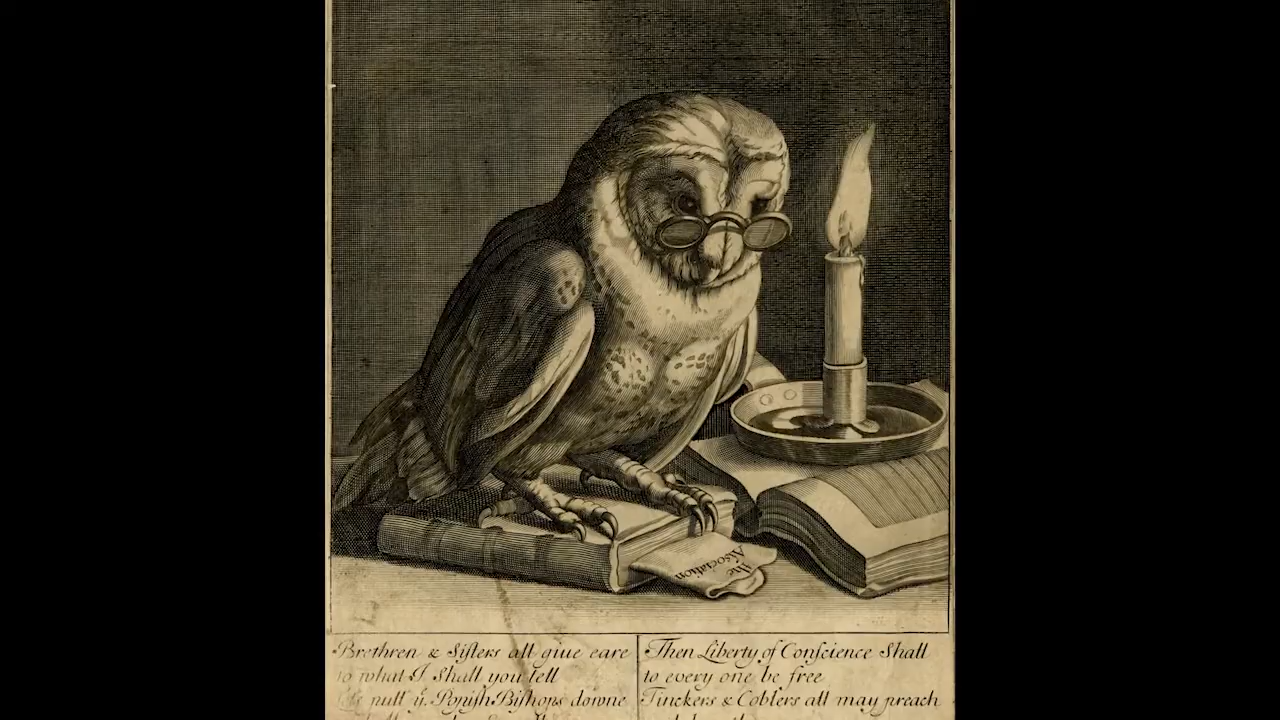 the
Association
Brethren & Sisters all giue eare
to what I Shall you tell
pull yͤ. Popish Bishops downe
Then Liberty of Conſcience Shall
to every one be free
Tinckers & Coblers all may preach